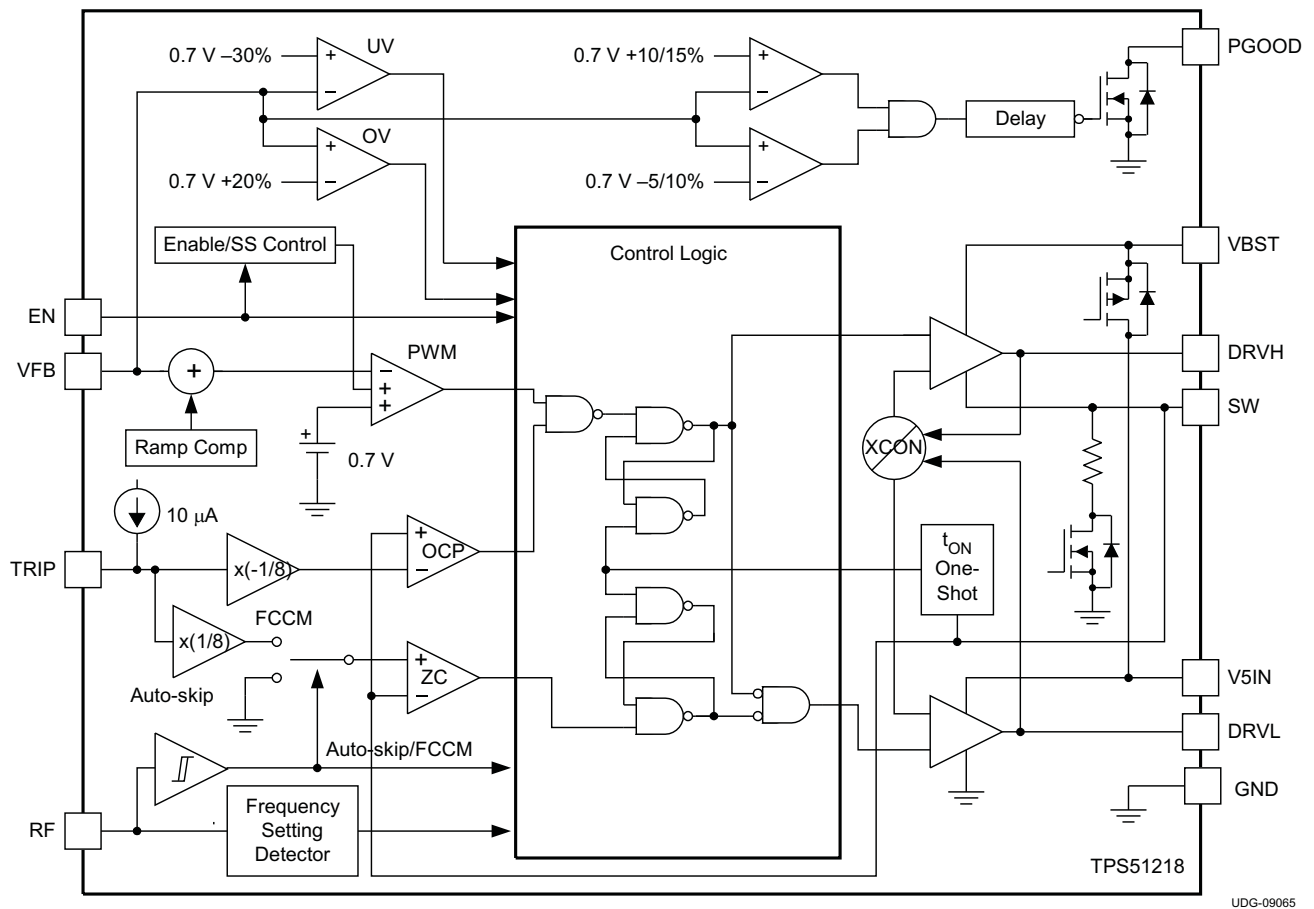 UV
0.7 V –30%
+
–
OV
+
0.7 V +20%
–
0.7 V +10/15%
+
–
+
0.7 V –5/10%
–
Delay
PGOOD
Enable/SS Control
Control Logic
VBST
EN
VFB
+
PWM
–
+
+
DRVH
SW
Ramp Comp
+
0.7 V
XCON
10 μA
TRIP
x(-1/8)
+
OCP
–
tON
One-
Shot
x(1/8)
FCCM
+
ZC
–
Auto-skip
V5IN
DRVL
Auto-skip/FCCM
GND
RF
Frequency
Setting
Detector
TPS51218
UDG-09065